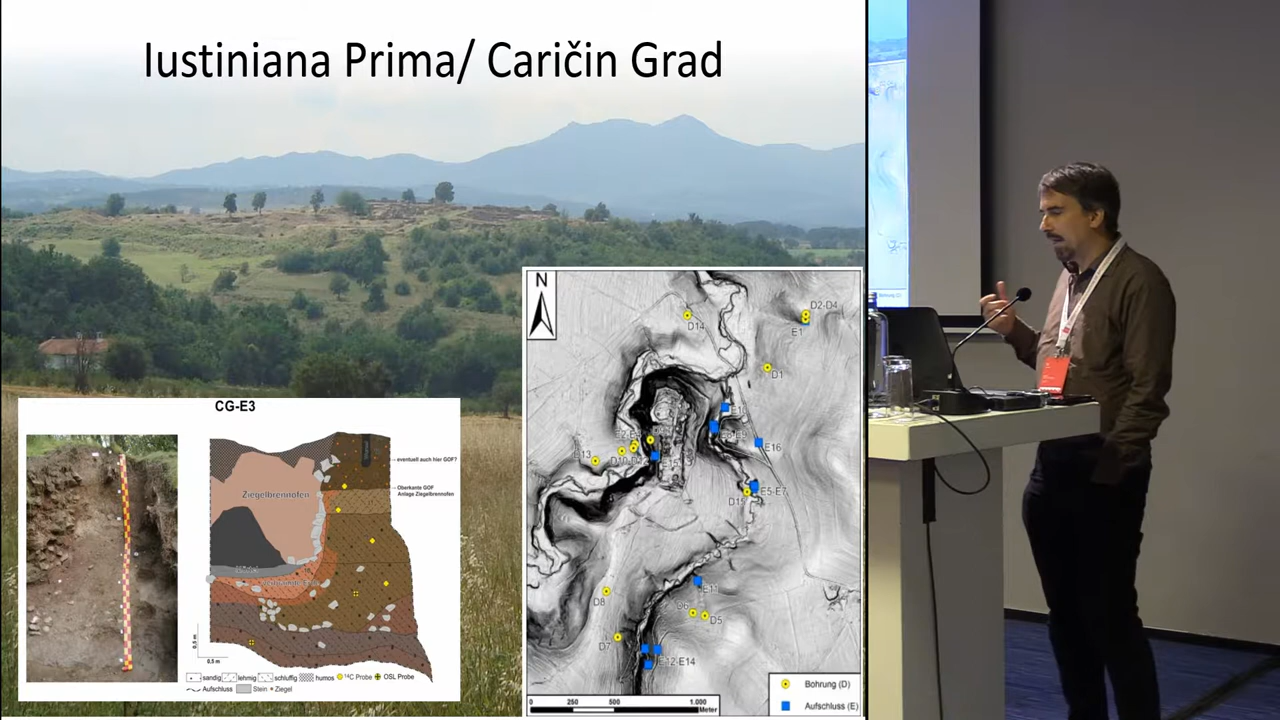 Iustiniana Prima/ Caričin Grad
CG-E3
Ziegelbrennofen
eventuell auch hier GOF?
Oberkante GOF
Anlage Ziegelbrennofen
0,5 m
0,5 m
sandig lehmig schluffig humos ¹⁴C Probe OSL Probe
Aufschluss Stein Ziegel
N
D2-D4
E1
D14
D1
E16
D15
E5-E7
E11
D8
D6
D5
D7
E12-E14
0 250 500 1.000
Meter
Bohrung (D)
Aufschluss (E)